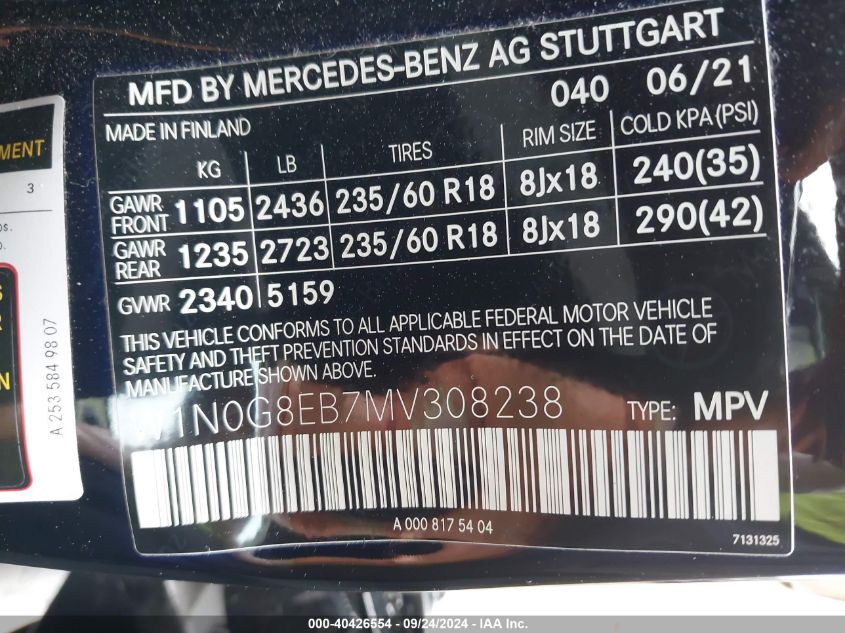 MFD BY MERCEDES-BENZ AG STUTTGART
040 06/21
MADE IN FINLAND
KG LB TIRES RIM SIZE COLD KPA (PSI)
GAWR FRONT 1105 2436 235/60 R18 8Jx18 240(35)
GAWR REAR 1235 2723 235/60 R18 8Jx18 290(42)
GVWR 2340 5159
THIS VEHICLE CONFORMS TO ALL APPLICABLE FEDERAL MOTOR VEHICLE
SAFETY AND THEFT PREVENTION STANDARDS IN EFFECT ON THE DATE OF
MANUFACTURE SHOWN ABOVE.
1N0G8EB7MV308238 TYPE: MPV
A 000 817 54 04
7131325
MENT
3
A 253 584 98 07
000-40426554 - 09/24/2024 - IAA Inc.